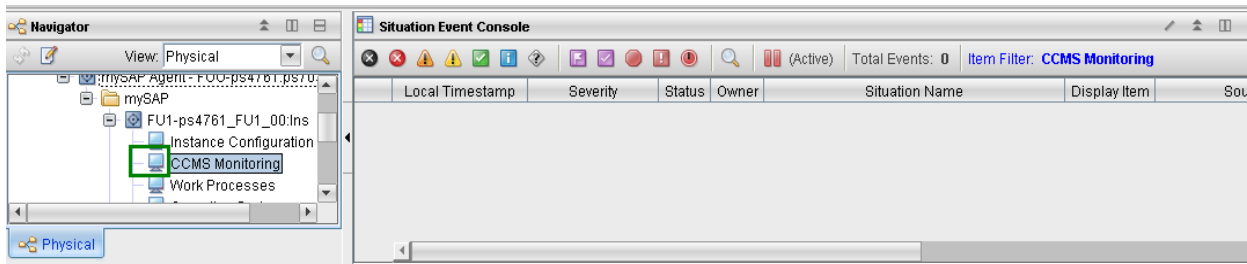 Navigator
View: Physical
mySAP
FU1-ps4761_FU1_00:Ins
Instance Configuration
CCMS Monitoring
Work Processes
Physical
Situation Event Console
(Active) Total Events: 0 Item Filter: CCMS Monitoring
Local Timestamp Severity Status Owner Situation Name Display Item Sou